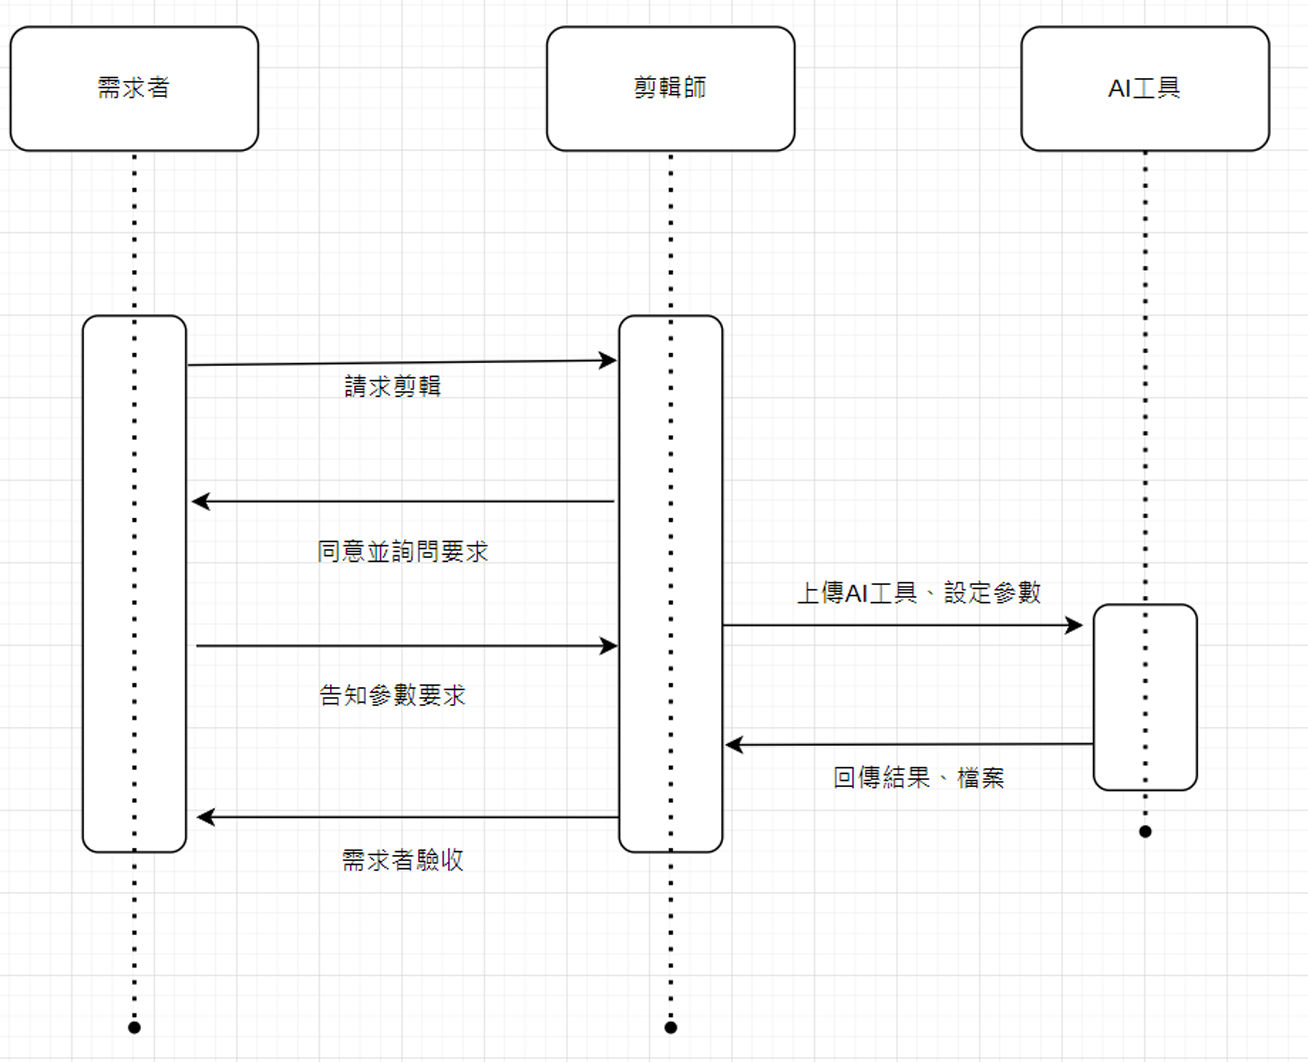 需求者
剪輯師
AI工具
請求剪輯
同意並詢問要求
上傳AI工具、設定參數
告知參數要求
回傳結果、檔案
需求者驗收